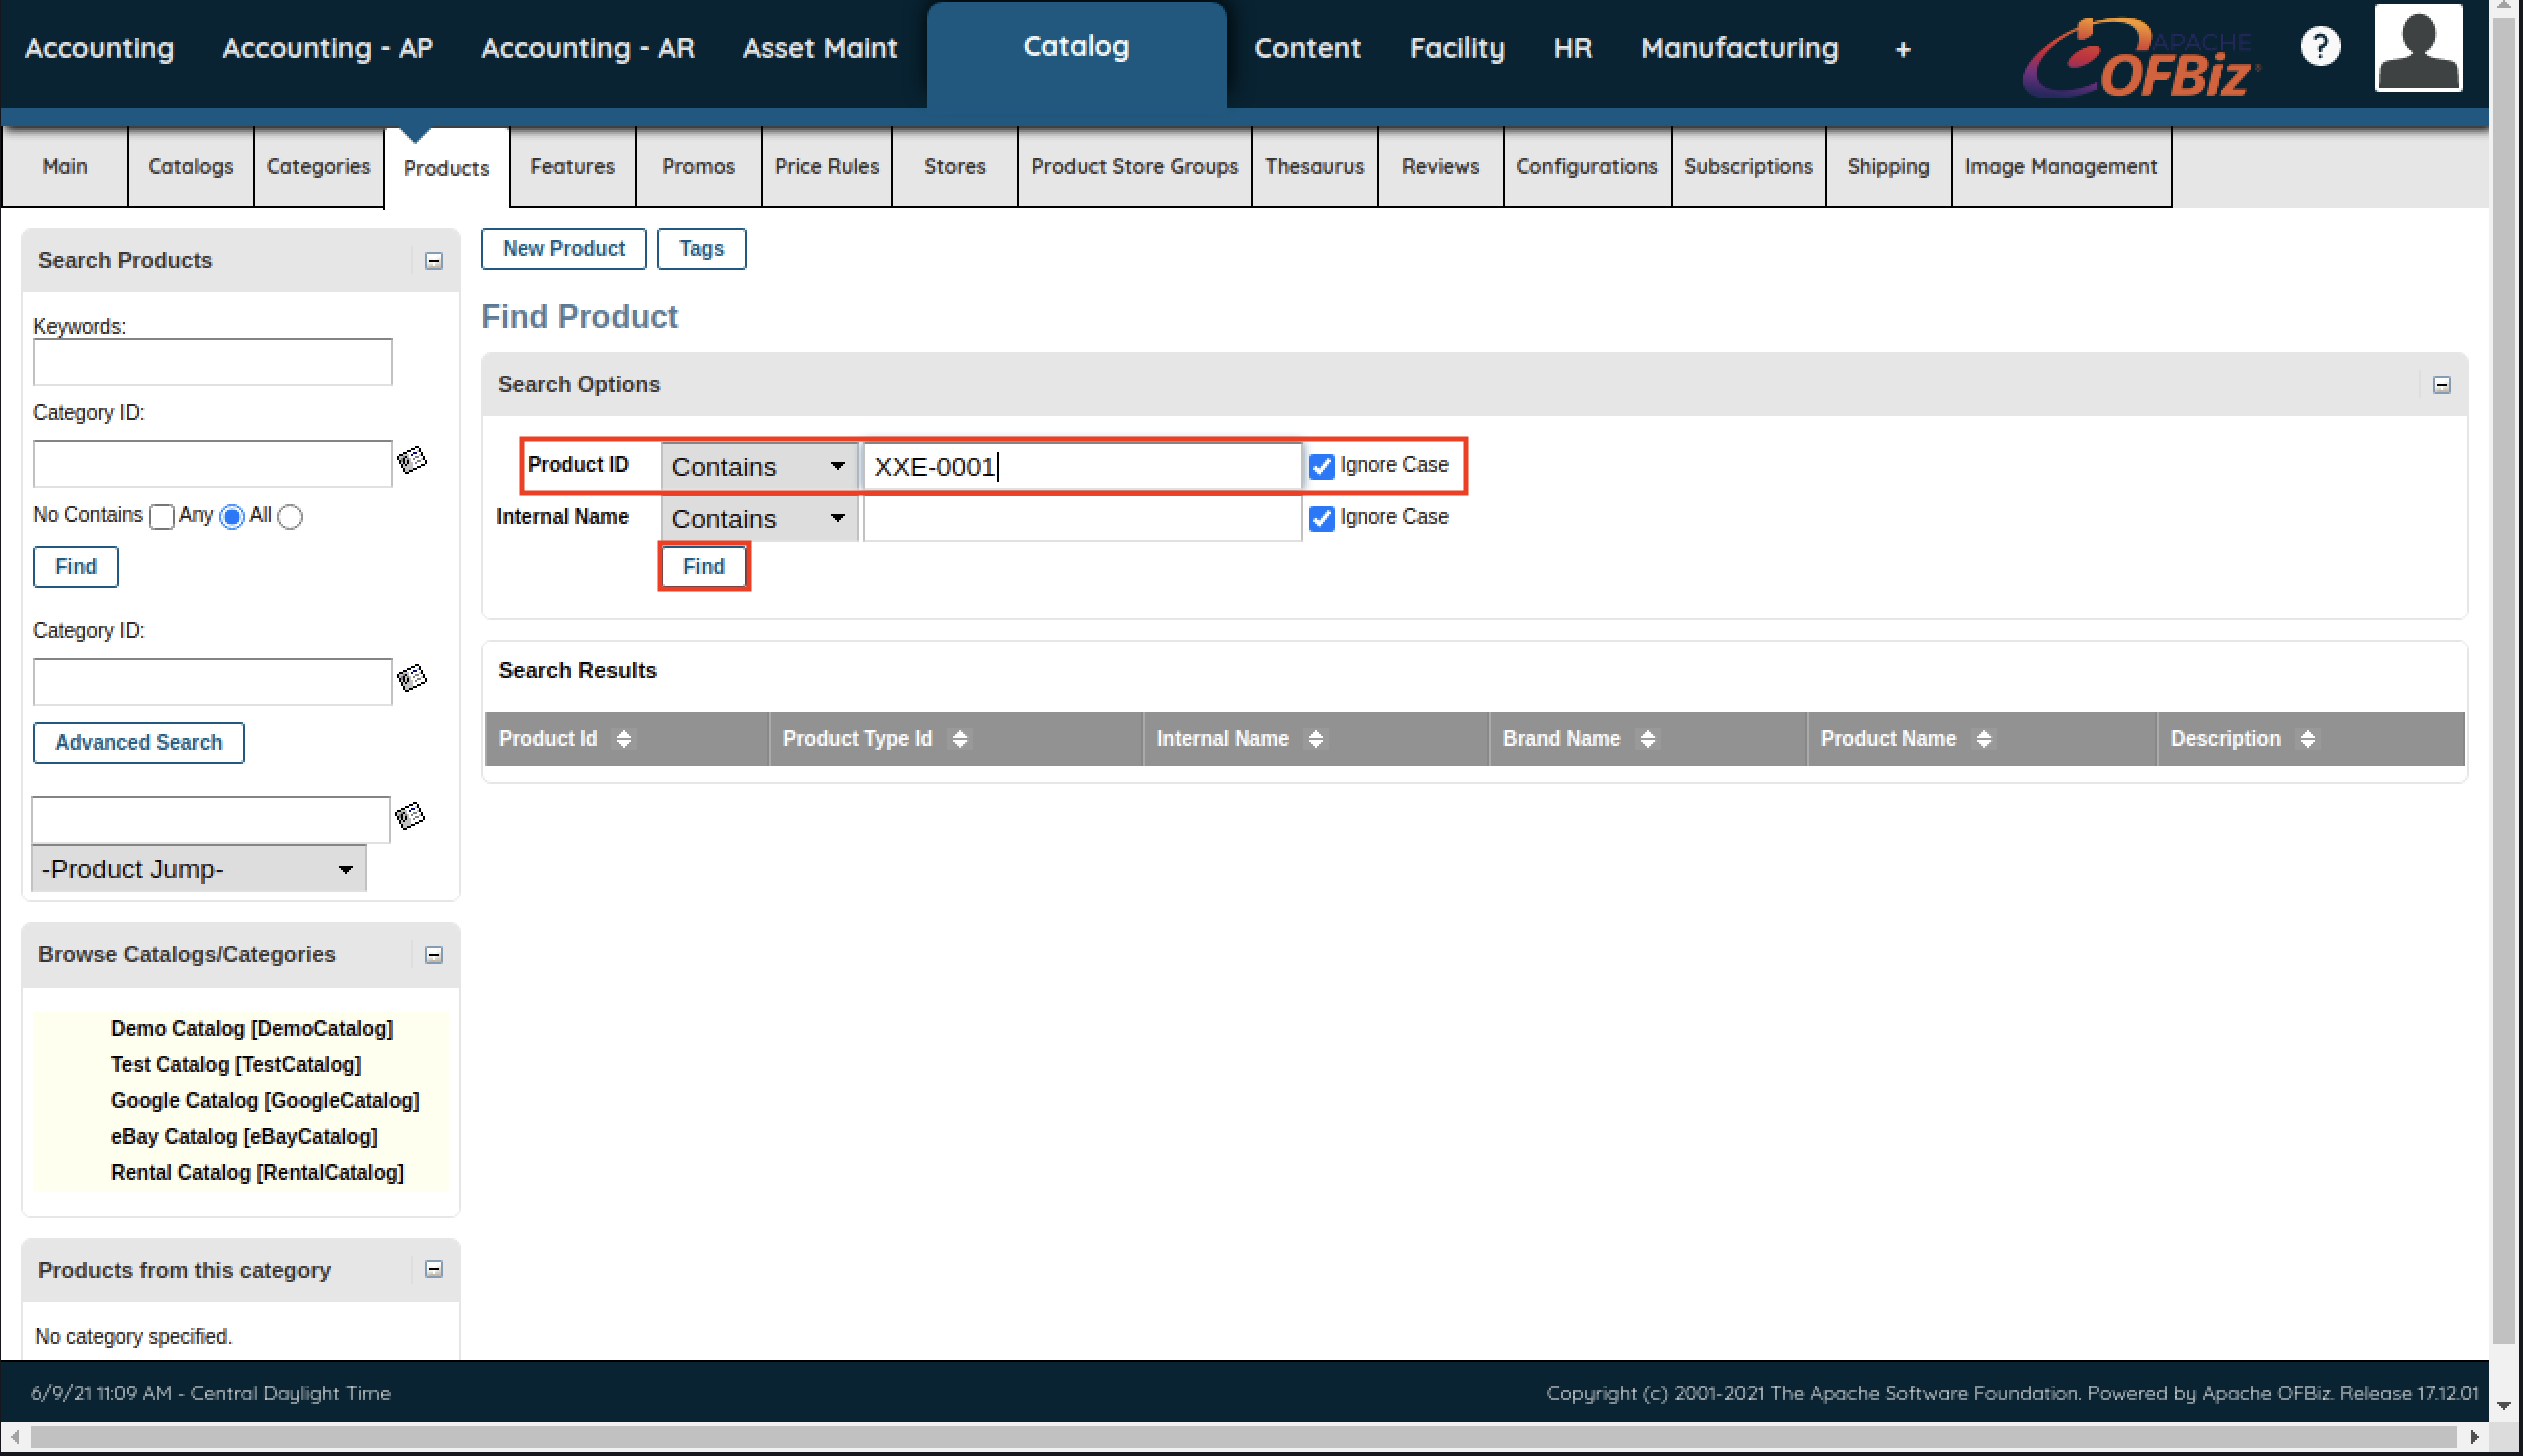 Accounting Accounting - AP Accounting - AR Asset Maint Catalog Content Facility HR Manufacturing +
APACHE
OFBiz
?
Main Catalogs Categories Products Features Promos Price Rules Stores Product Store Groups Thesaurus Reviews Configurations Subscriptions Shipping Image Management
Search Products
Keywords:
Category ID:
No Contains Any All
Find
Category ID:
Advanced Search
-Product Jump-
Browse Catalogs/Categories
Demo Catalog [DemoCatalog]
Test Catalog [TestCatalog]
Google Catalog [GoogleCatalog]
eBay Catalog [eBayCatalog]
Rental Catalog [RentalCatalog]
Products from this category
No category specified.
New Product Tags
Find Product
Search Options
Product ID Contains XXE-0001 Ignore Case
Internal Name Contains Ignore Case
Find
Search Results
Product Id Product Type Id Internal Name Brand Name Product Name Description
6/9/21 11:09 AM - Central Daylight Time
Copyright (c) 2001-2021 The Apache Software Foundation. Powered by Apache OFBiz. Release 17.12.01